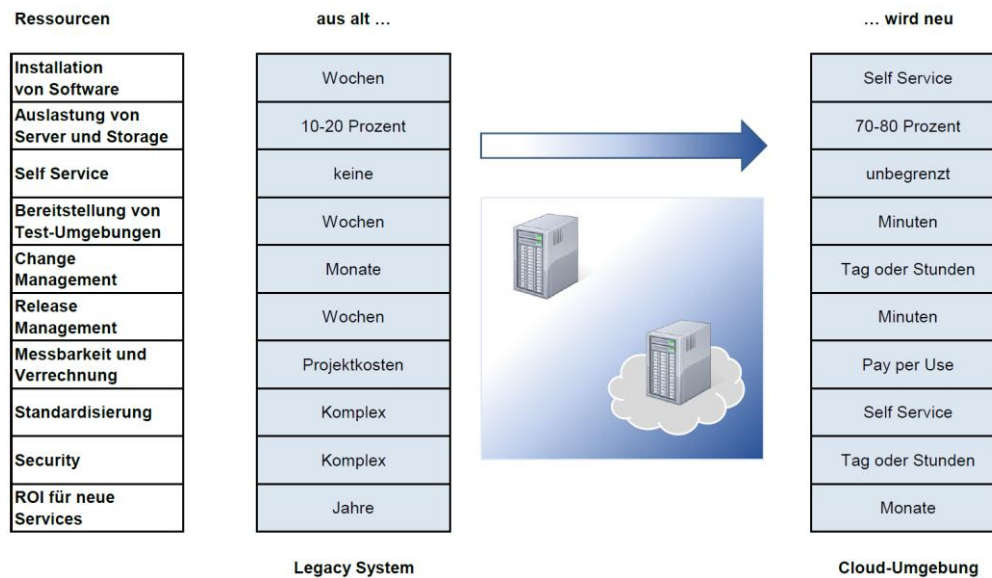 Ressourcen aus alt ... ... wird neu
Installation
von Software
Wochen
Self Service
Auslastung von
Server und Storage
10-20 Prozent
70-80 Prozent
Self Service
keine
unbegrenzt
Bereitstellung von
Test-Umgebungen
Wochen
Minuten
Change
Management
Monate
Tag oder Stunden
Release
Management
Wochen
Minuten
Messbarkeit und
Verrechnung
Projektkosten
Pay per Use
Standardisierung
Komplex
Self Service
Security
Komplex
Tag oder Stunden
ROI für neue
Services
Jahre
Monate
Legacy System
Cloud-Umgebung